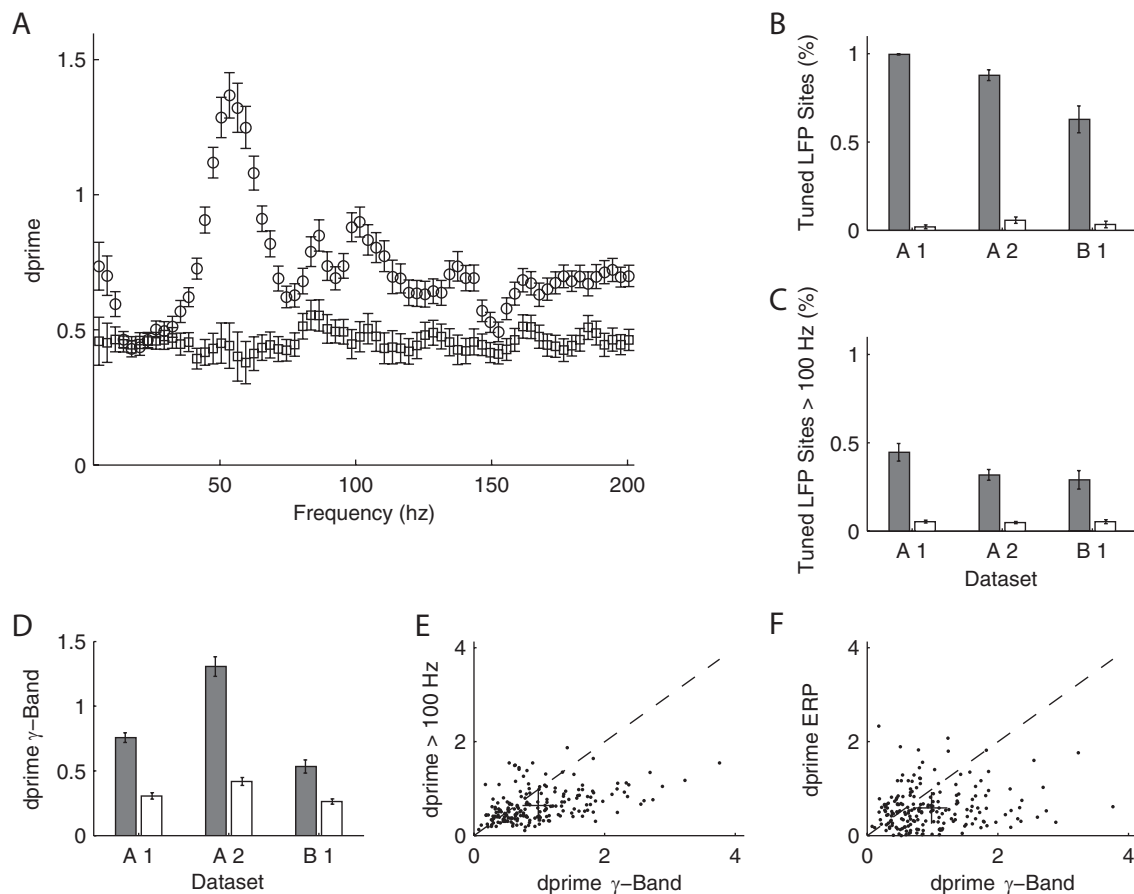 A
1.5
1
0.5
0
dprime
50
100
150
200
Frequency (hz)
B
Tuned LFP Sites (%)
1
0.5
0
A 1
A 2
B 1
C
Tuned LFP Sites > 100 Hz (%)
1
0.5
0
A 1
A 2
B 1
Dataset
D
dprime γ−Band
1.5
1
0.5
0
A 1
A 2
B 1
Dataset
E
dprime > 100 Hz
4
2
0
0
2
4
dprime γ−Band
F
dprime ERP
4
2
0
0
2
4
dprime γ−Band